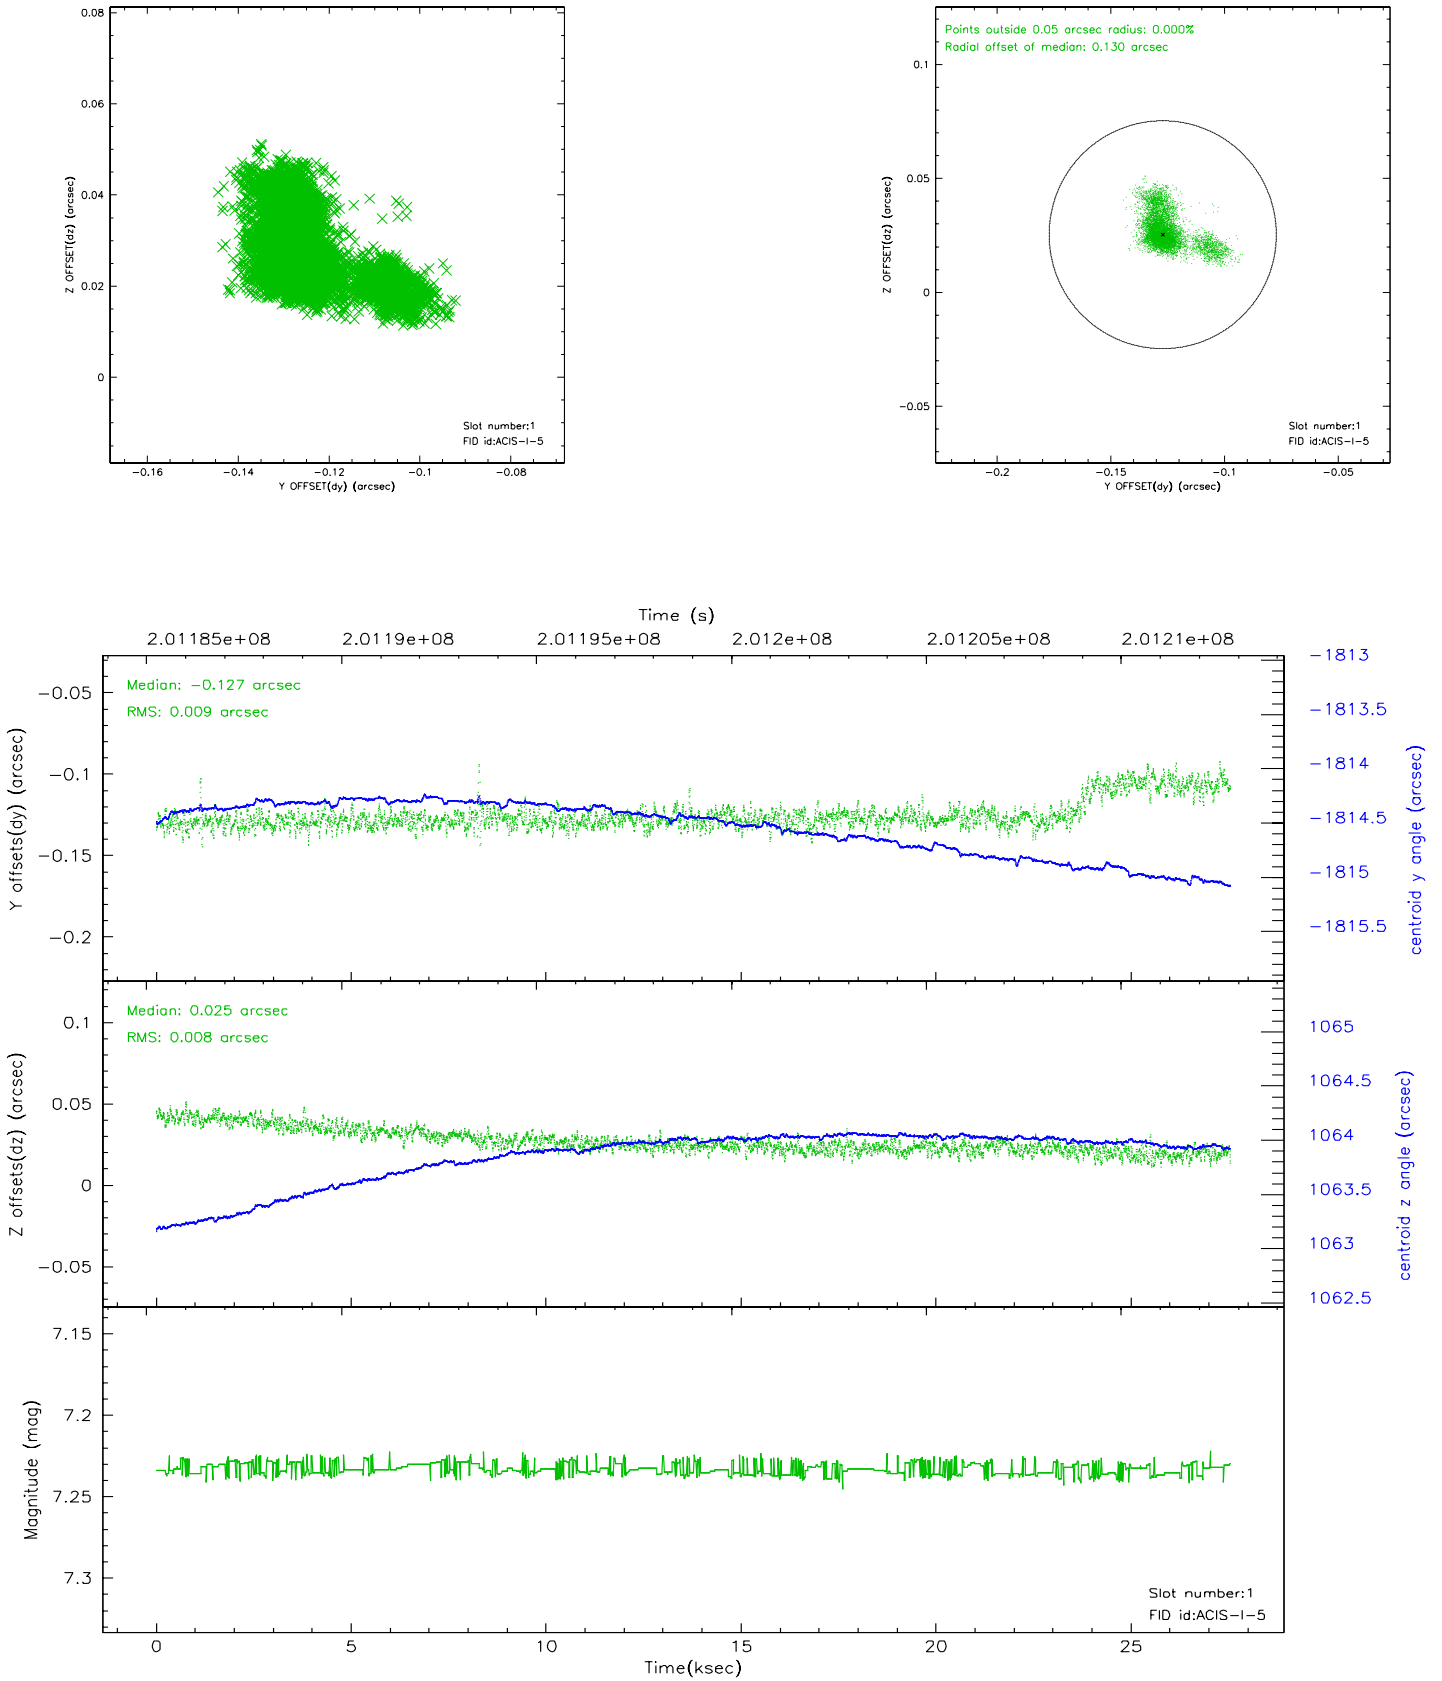 0.08
0.06
0.04
0.02
0
Z OFFSET(dz) (arcsec)
Slot number:1
FID id:ACIS-I-5
-0.16
-0.14
-0.12
-0.1
-0.08
Y OFFSET(dy) (arcsec)
Points outside 0.05 arcsec radius: 0.000%
Radial offset of median: 0.130 arcsec
0.1
0.05
0
-0.05
Z OFFSET(dz) (arcsec)
Slot number:1
FID id:ACIS-I-5
-0.2
-0.15
-0.1
-0.05
Y OFFSET(dy) (arcsec)
Time (s)
2.01185e+08
2.0119e+08
2.01195e+08
2.012e+08
2.01205e+08
2.0121e+08
Median: -0.127 arcsec
RMS: 0.009 arcsec
-0.05
-0.1
-0.15
-0.2
Y offsets(dy) (arcsec)
-1813
-1813.5
-1814
-1814.5
-1815
-1815.5
centroid y angle (arcsec)
Median: 0.025 arcsec
RMS: 0.008 arcsec
0.1
0.05
0
-0.05
Z offsets(dz) (arcsec)
1065
1064.5
1064
1063.5
1063
1062.5
centroid z angle (arcsec)
7.15
7.2
7.25
7.3
Magnitude (mag)
Slot number:1
FID id:ACIS-I-5
0
5
10
15
20
25
Time(ksec)